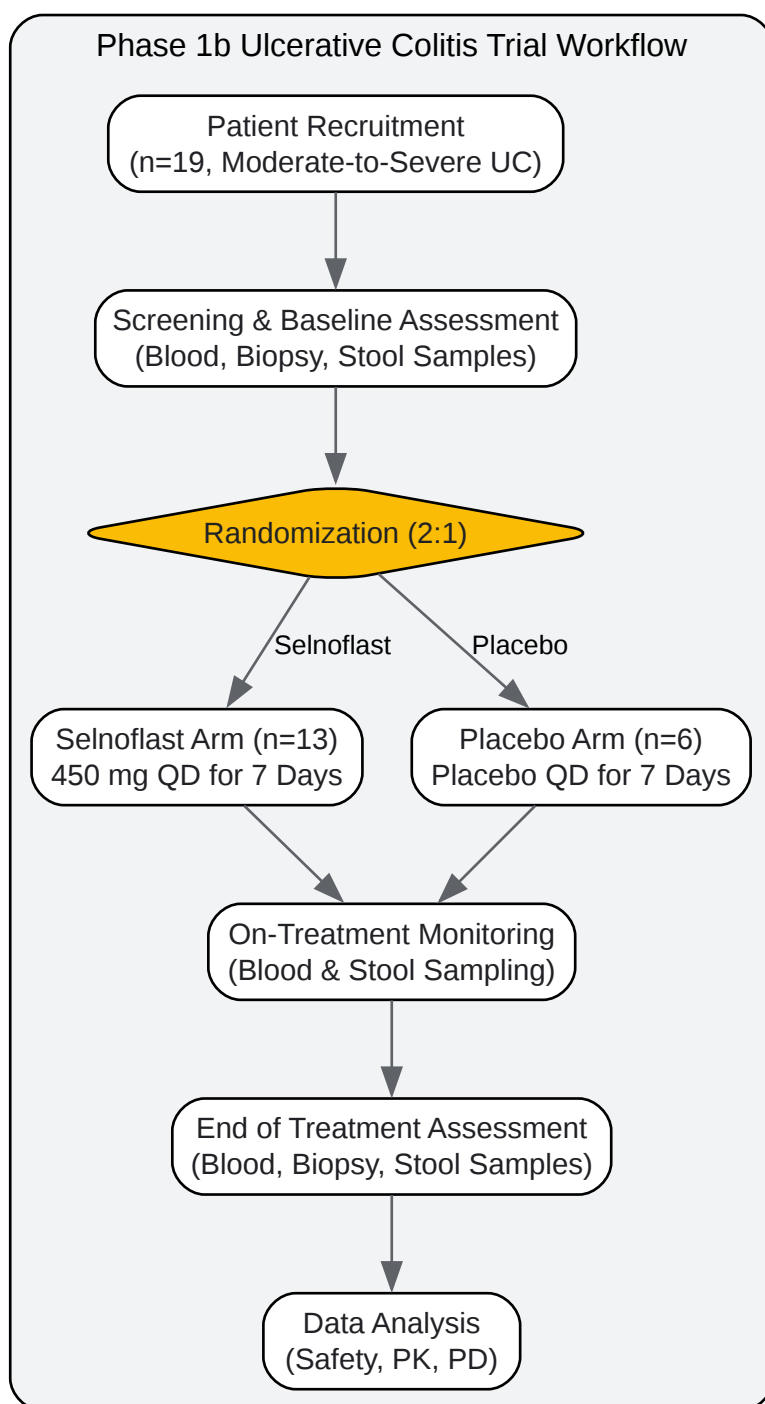 Phase 1b Ulcerative Colitis Trial Workflow
Patient Recruitment
(n=19, Moderate-to-Severe UC)
Screening & Baseline Assessment
(Blood, Biopsy, Stool Samples)
Randomization (2:1)
Selnoflast
Placebo
Selnoflast Arm (n=13)
450 mg QD for 7 Days
Placebo Arm (n=6)
Placebo QD for 7 Days
On-Treatment Monitoring
(Blood & Stool Sampling)
End of Treatment Assessment
(Blood, Biopsy, Stool Samples)
Data Analysis
(Safety, PK, PD)